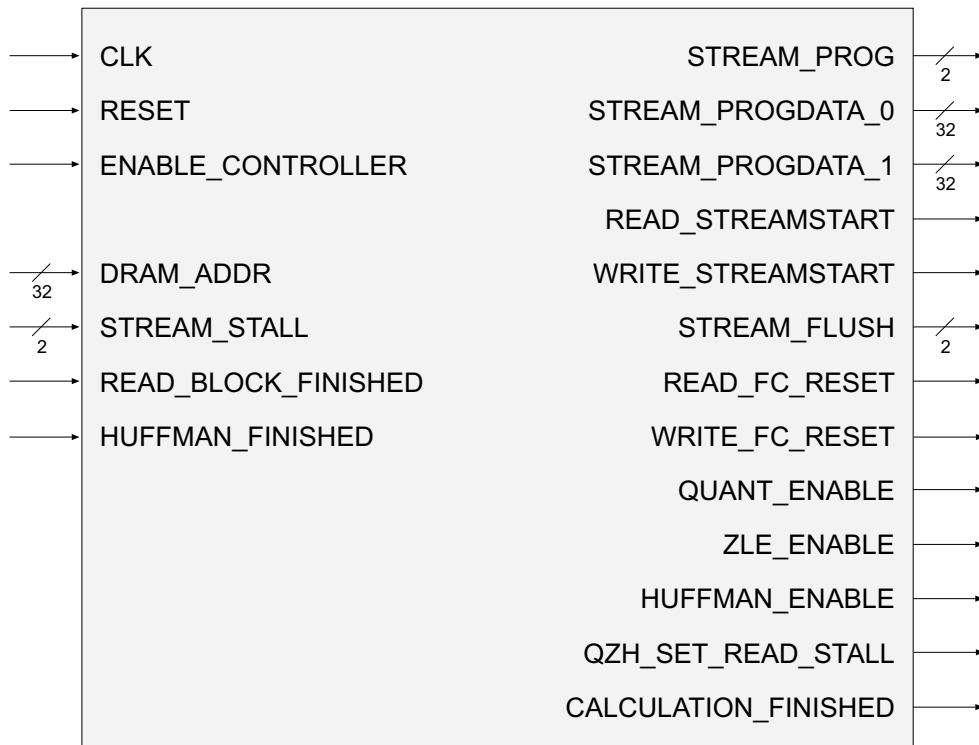 CLK STREAM_PROG 2
RESET STREAM_PROGDATA_0 32
ENABLE_CONTROLLER STREAM_PROGDATA_1 32
READ_STREAMSTART
32 DRAM_ADDR WRITE_STREAMSTART
2 STREAM_STALL STREAM_FLUSH 2
READ_BLOCK_FINISHED READ_FC_RESET
HUFFMAN_FINISHED WRITE_FC_RESET
QUANT_ENABLE
ZLE_ENABLE
HUFFMAN_ENABLE
QZH_SET_READ_STALL
CALCULATION_FINISHED